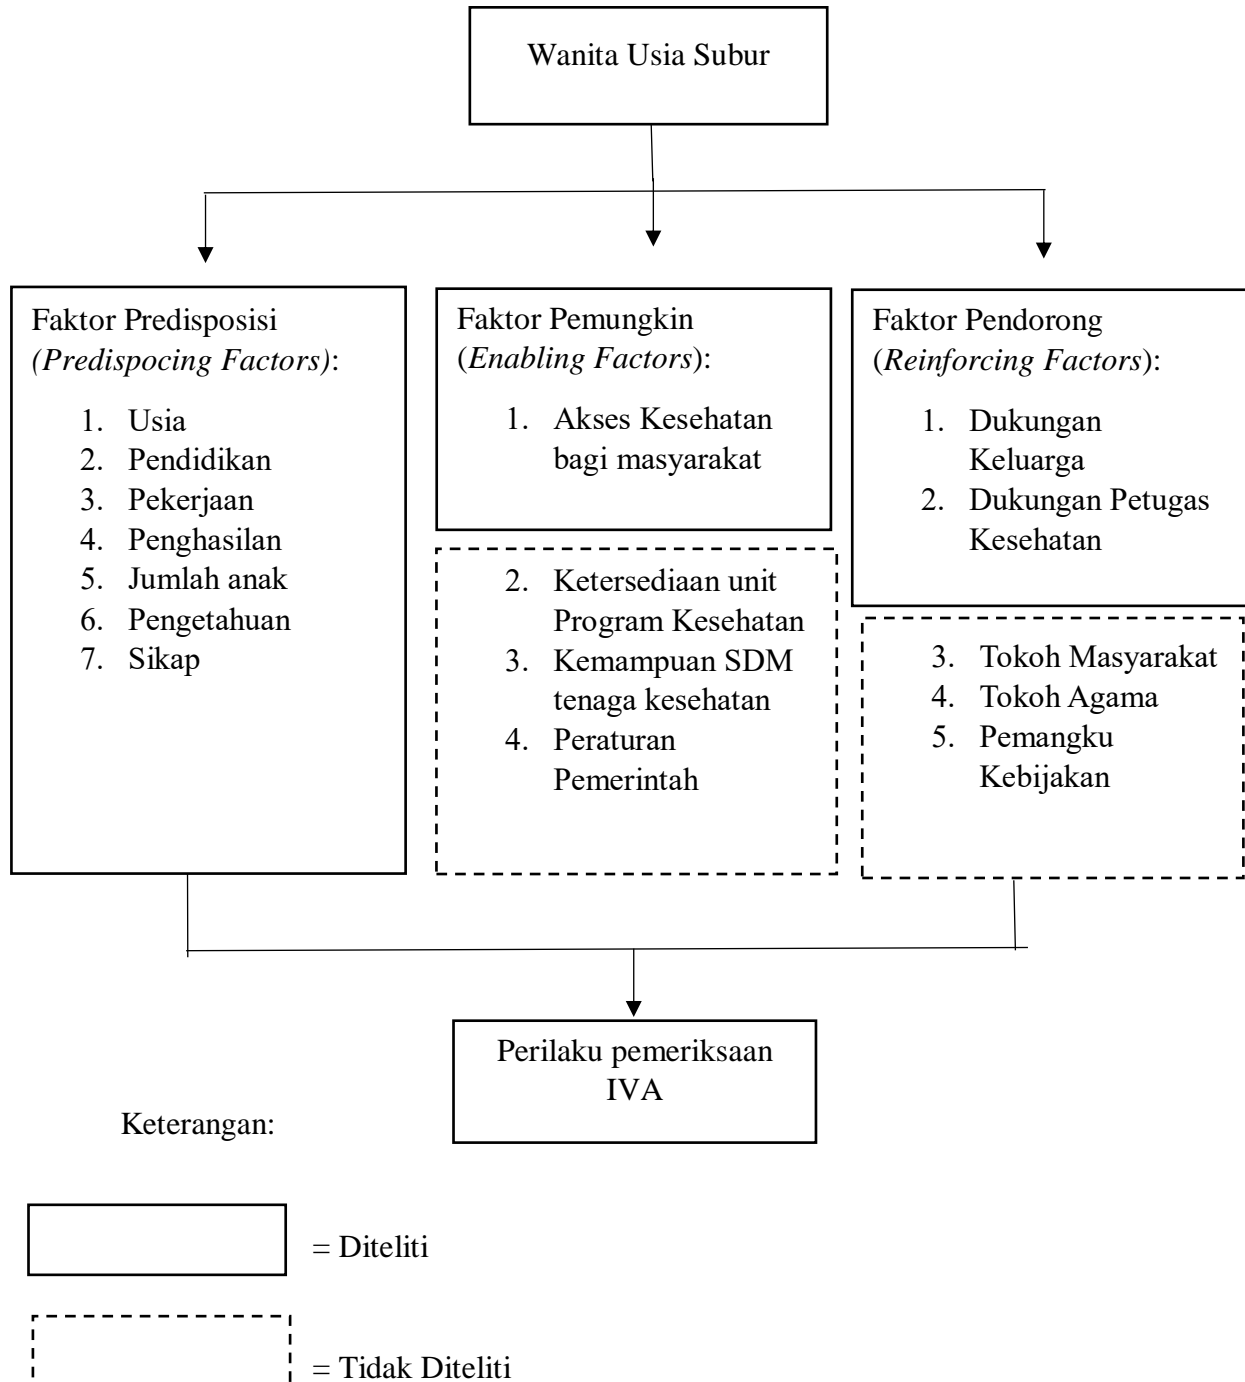 Wanita Usia Subur
Faktor Predisposisi
(Predispocing Factors):
1. Usia
2. Pendidikan
3. Pekerjaan
4. Penghasilan
5. Jumlah anak
6. Pengetahuan
7. Sikap
Faktor Pemungkin
(Enabling Factors):
1. Akses Kesehatan
bagi masyarakat
2. Ketersediaan unit
Program Kesehatan
3. Kemampuan SDM
tenaga kesehatan
4. Peraturan
Pemerintah
Faktor Pendorong
(Reinforcing Factors):
1. Dukungan
Keluarga
2. Dukungan Petugas
Kesehatan
3. Tokoh Masyarakat
4. Tokoh Agama
5. Pemangku
Kebijakan
Perilaku pemeriksaan
IVA
Keterangan:
= Diteliti
= Tidak Diteliti